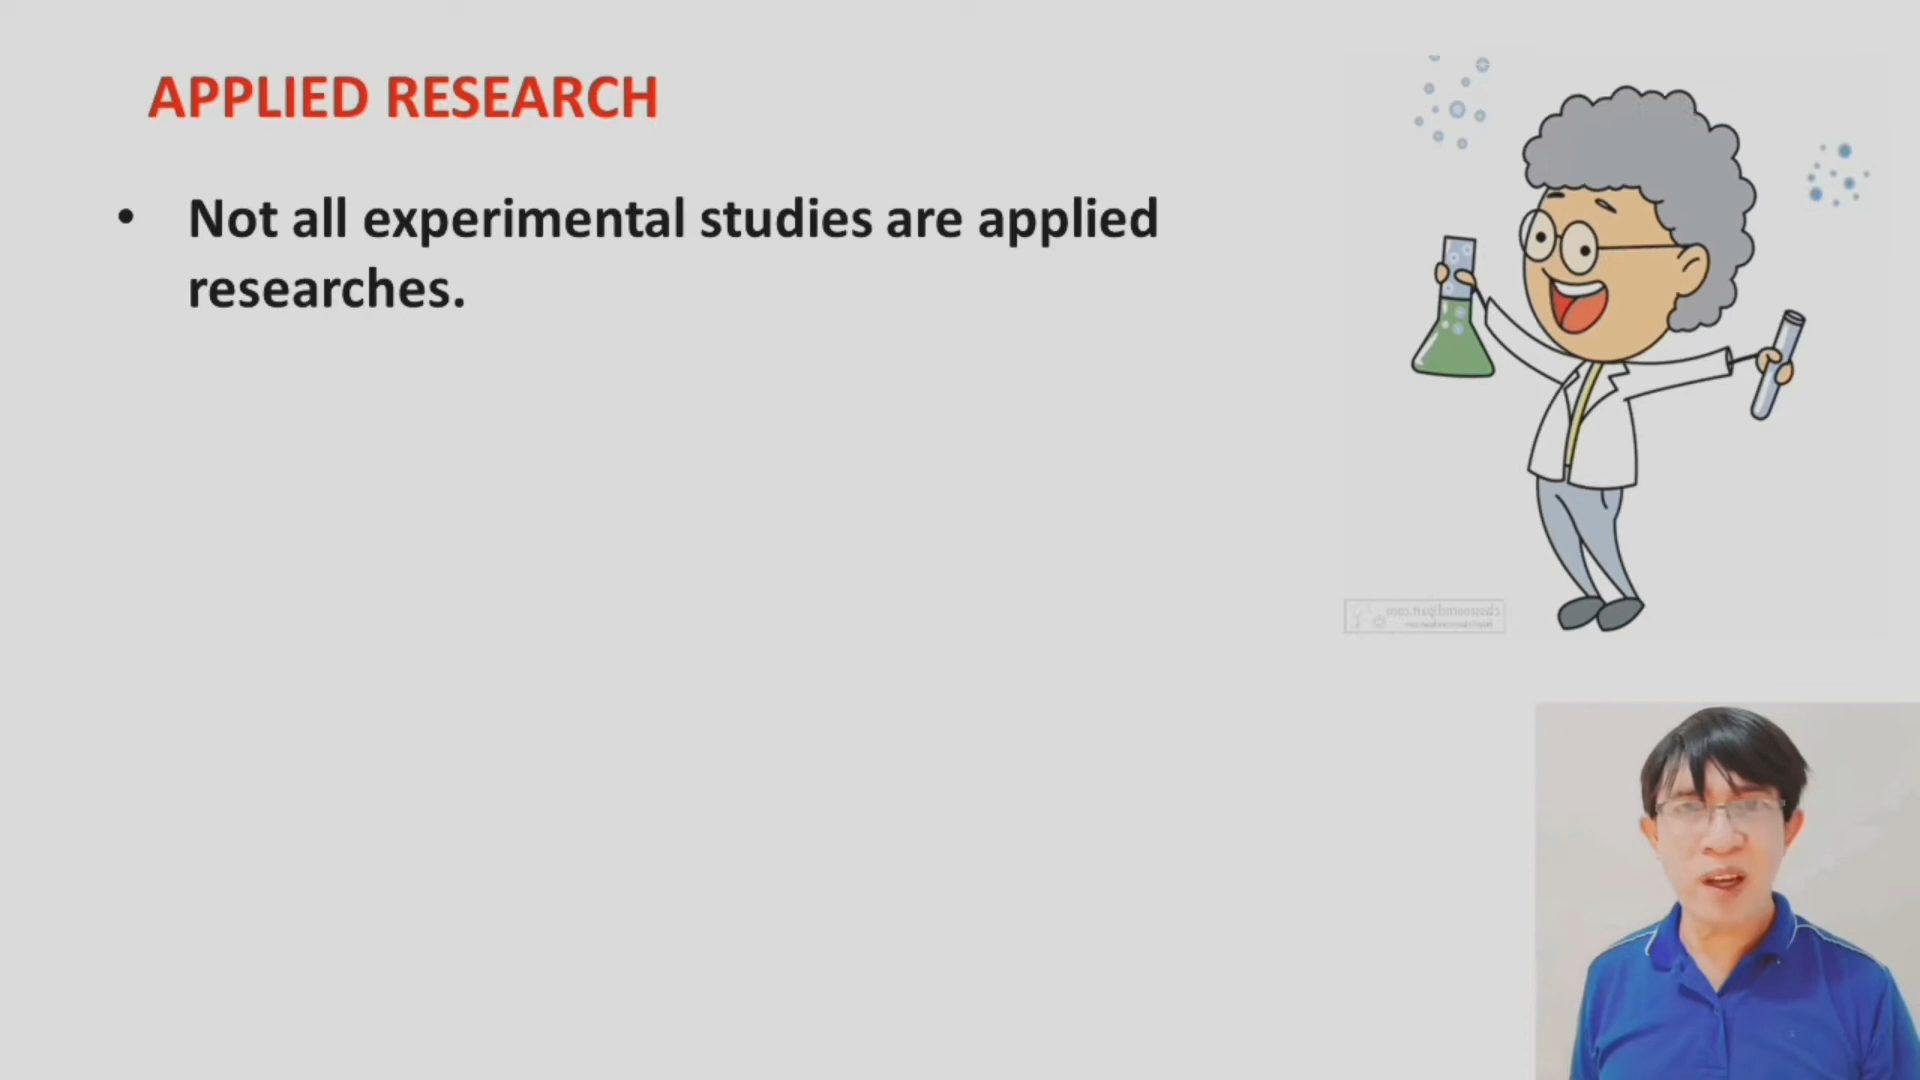 APPLIED RESEARCH
• Not all experimental studies are applied
researches.